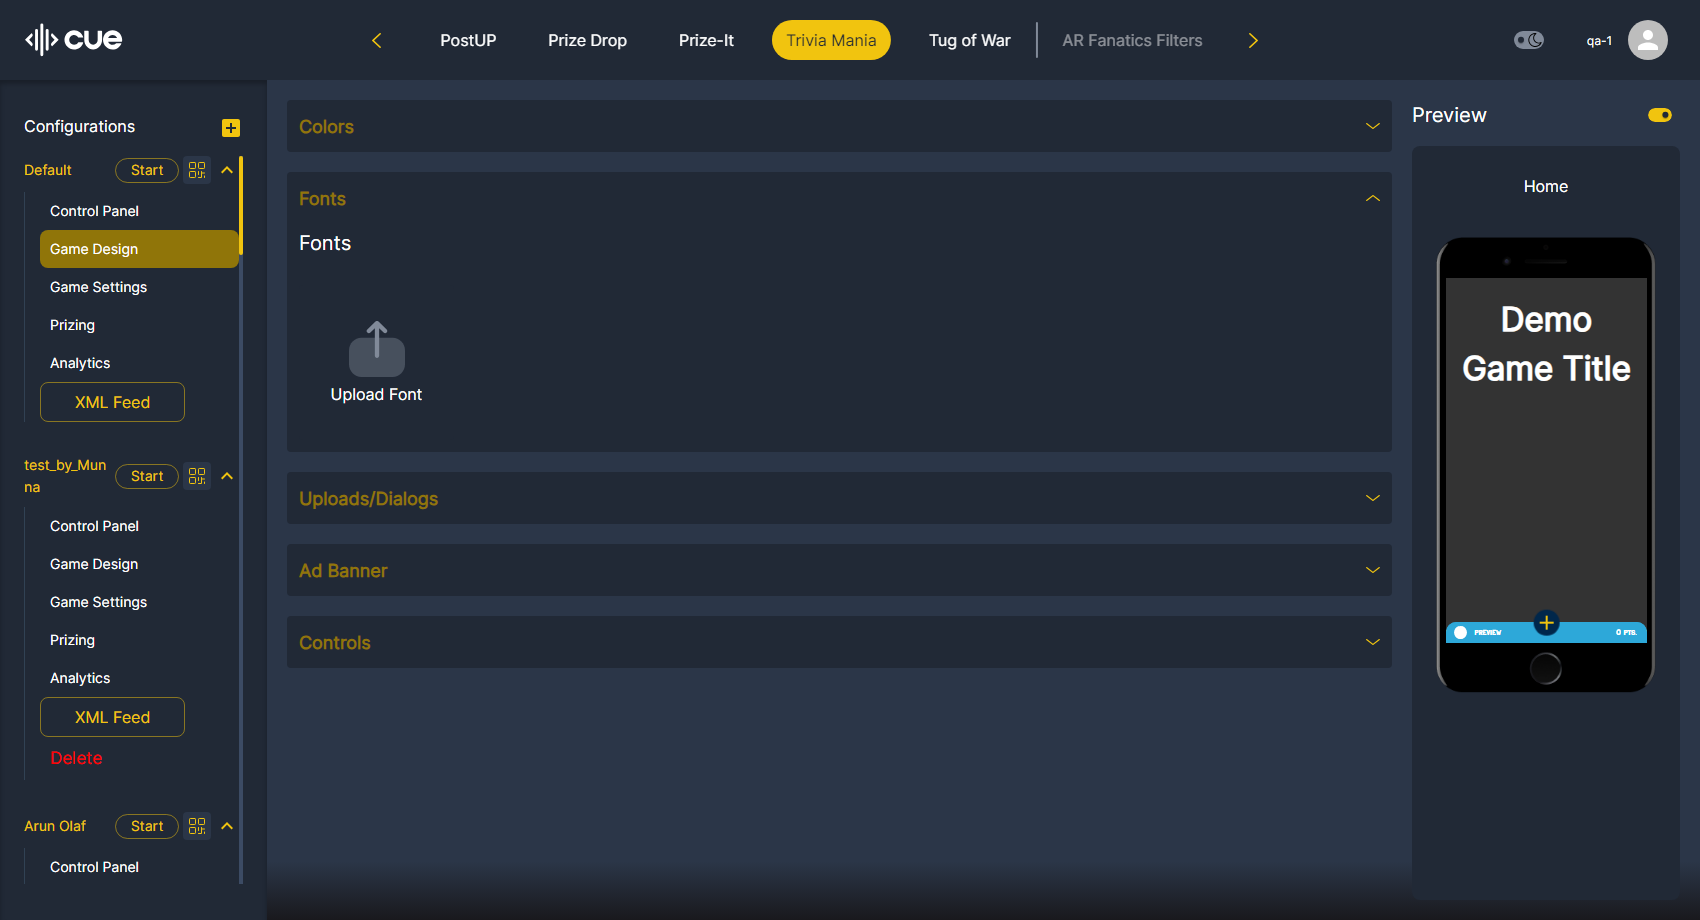 cue
PostUP
Prize Drop
Prize-It
Trivia Mania
Tug of War
AR Fanatics Filters
qa-1
Configurations
Default
Start
Control Panel
Game Design
Game Settings
Prizing
Analytics
XML Feed
test_by_Mun
na
Start
Control Panel
Game Design
Game Settings
Prizing
Analytics
XML Feed
Delete
Arun Olaf
Start
Control Panel
Colors
Fonts
Fonts
Upload Font
Uploads/Dialogs
Ad Banner
Controls
Preview
Home
Demo
Game Title
PREVIEW
0 PTS.